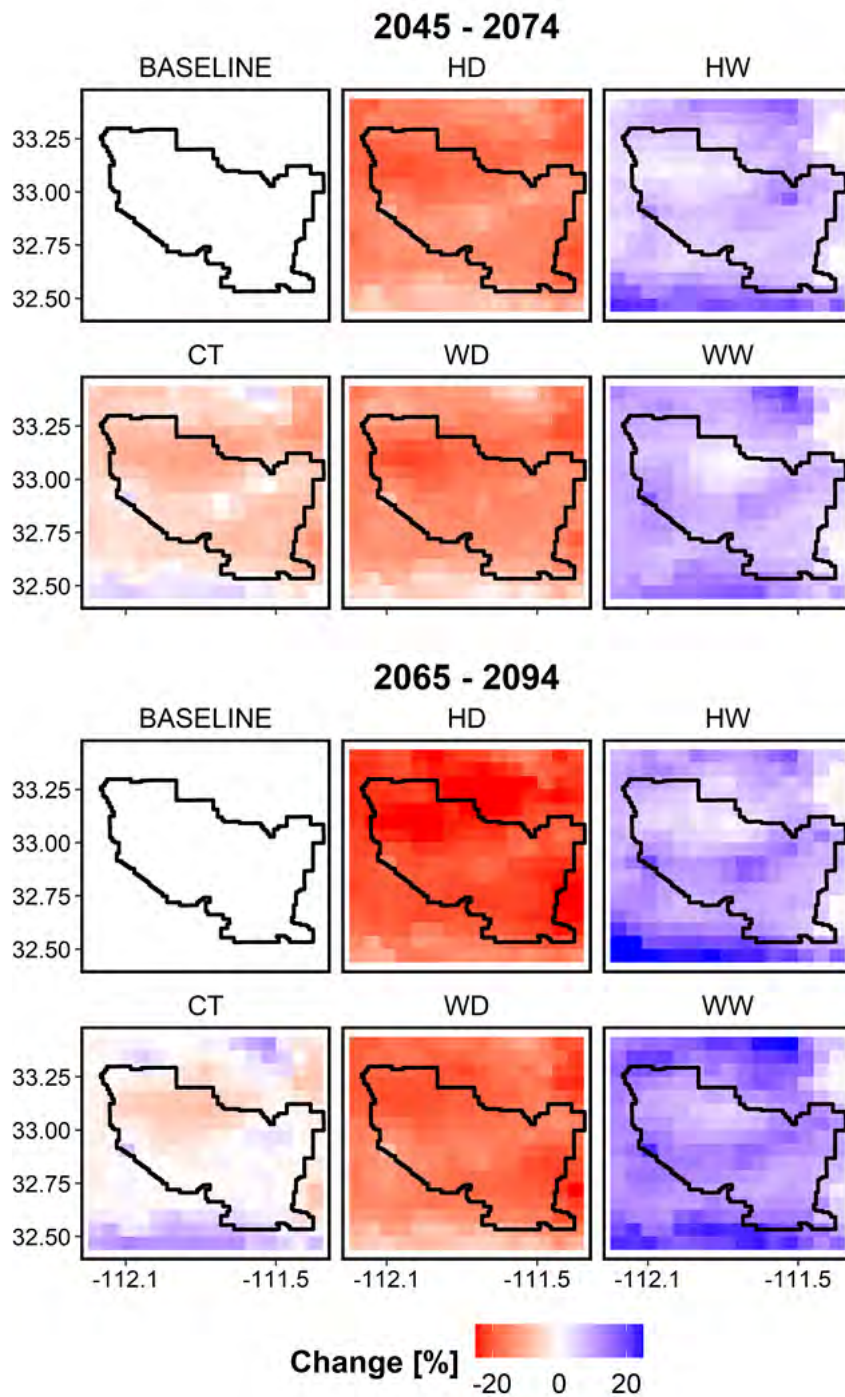 2045 - 2074
BASELINE HD HW
33.25
33.00
32.75
32.50
CT WD WW
33.25
33.00
32.75
32.50
2065 - 2094
BASELINE HD HW
33.25
33.00
32.75
32.50
CT WD WW
33.25
33.00
32.75
32.50
-112.1 -111.5 -112.1 -111.5 -112.1 -111.5
Change [%]
-20 0 20